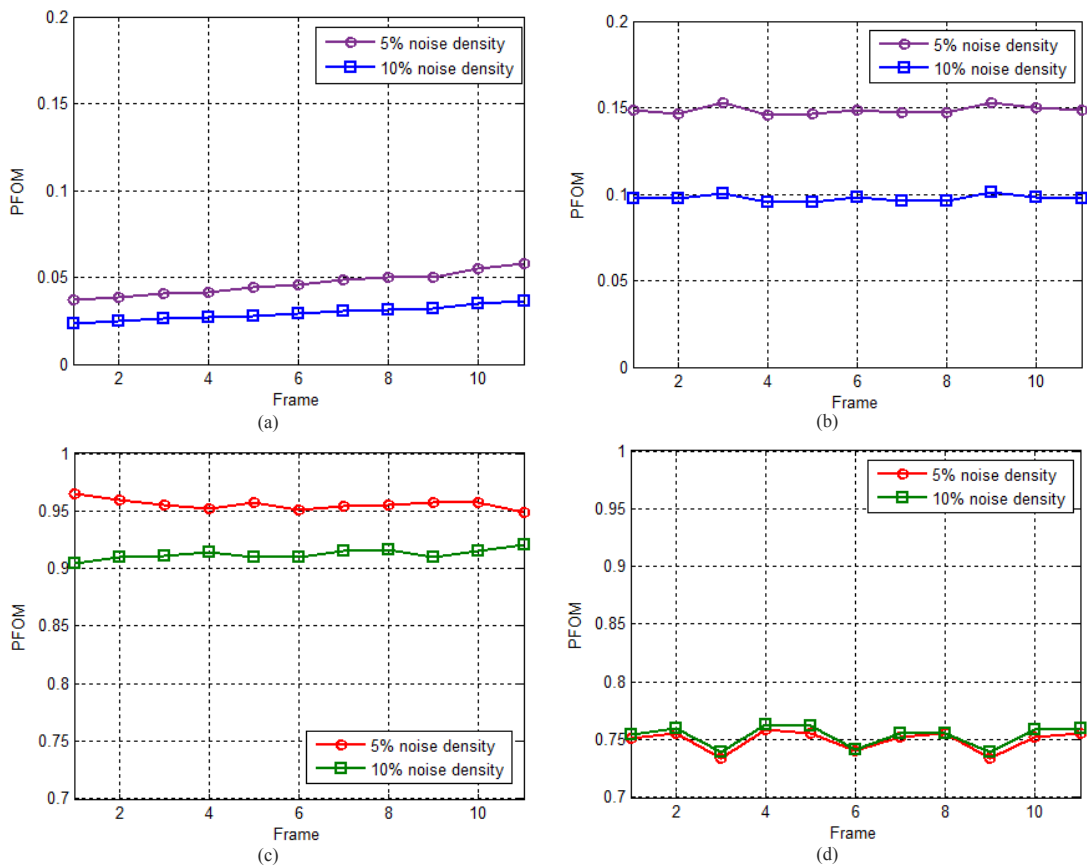 0.2
0.15
0.1
0.05
0
PFOM
5% noise density
10% noise density
2 4 6 8 10
Frame
(a)
0.2
0.15
0.1
0.05
0
PFOM
5% noise density
10% noise density
2 4 6 8 10
Frame
(b)
1
0.95
0.9
0.85
0.8
0.75
0.7
PFOM
5% noise density
10% noise density
2 4 6 8 10
Frame
(c)
1
0.95
0.9
0.85
0.8
0.75
0.7
PFOM
5% noise density
10% noise density
2 4 6 8 10
Frame
(d)